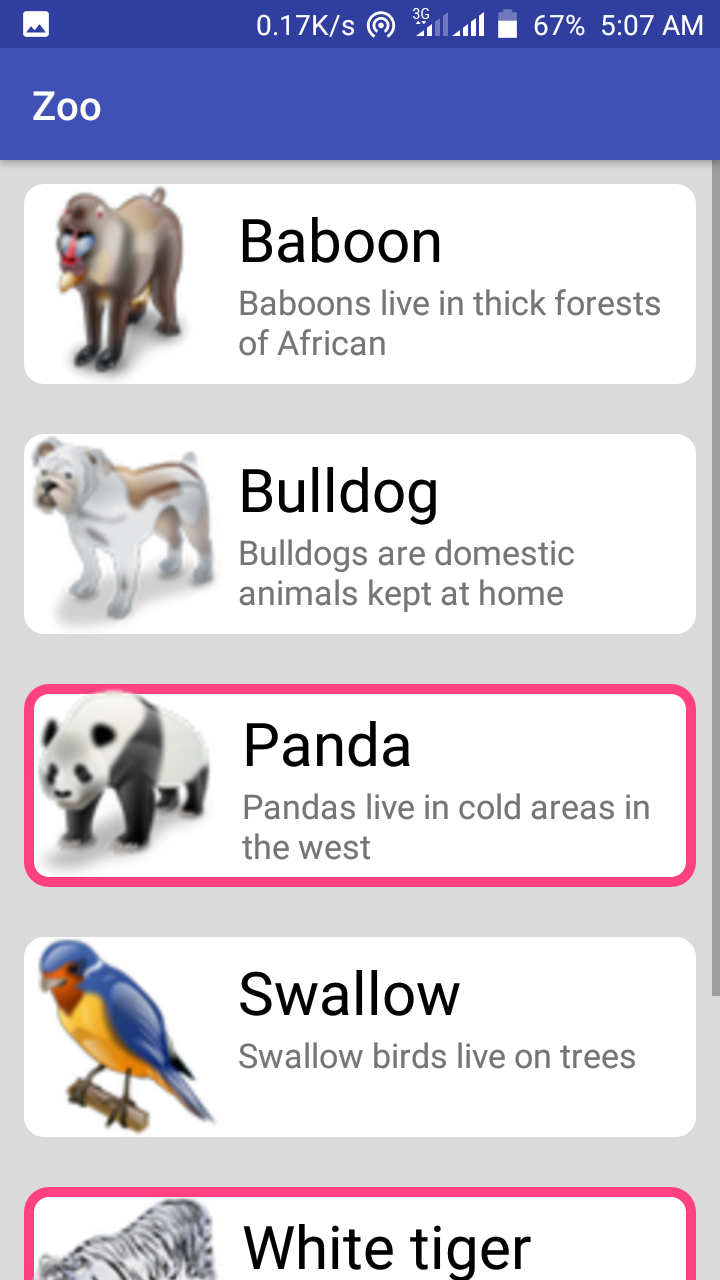 0.17K/s 3G 67% 5:07 AM
Zoo
Baboon
Baboons live in thick forests
of African
Bulldog
Bulldogs are domestic
animals kept at home
Panda
Pandas live in cold areas in
the west
Swallow
Swallow birds live on trees
White tiger